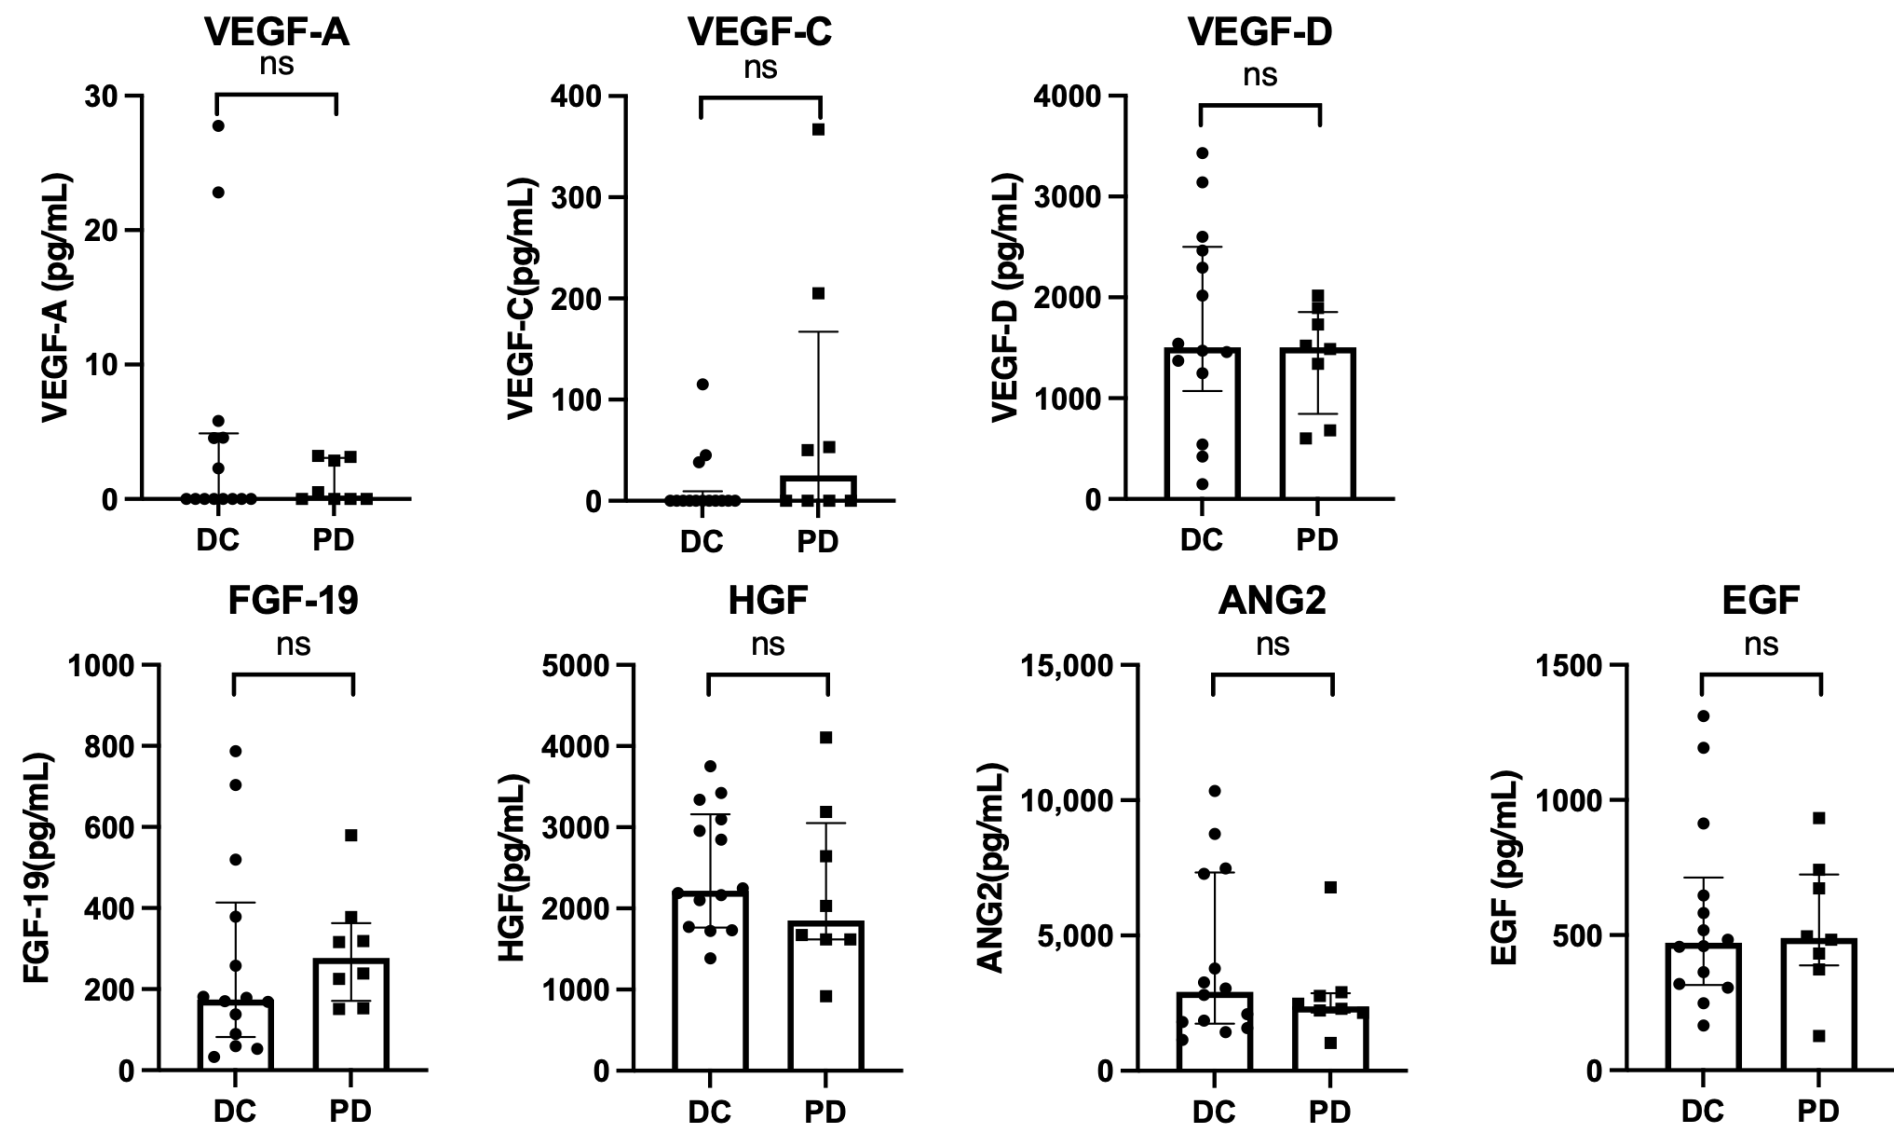 VEGF-A
ns
30
20
10
0
VEGF-A (pg/mL)
DC PD
VEGF-C
ns
400
300
200
100
0
VEGF-C(pg/mL)
DC PD
VEGF-D
ns
4000
3000
2000
1000
0
VEGF-D (pg/mL)
DC PD
FGF-19
ns
1000
800
600
400
200
0
FGF-19(pg/mL)
DC PD
HGF
ns
5000
4000
3000
2000
1000
0
HGF(pg/mL)
DC PD
ANG2
ns
15,000
10,000
5,000
0
ANG2(pg/mL)
DC PD
EGF
ns
1500
1000
500
0
EGF (pg/mL)
DC PD